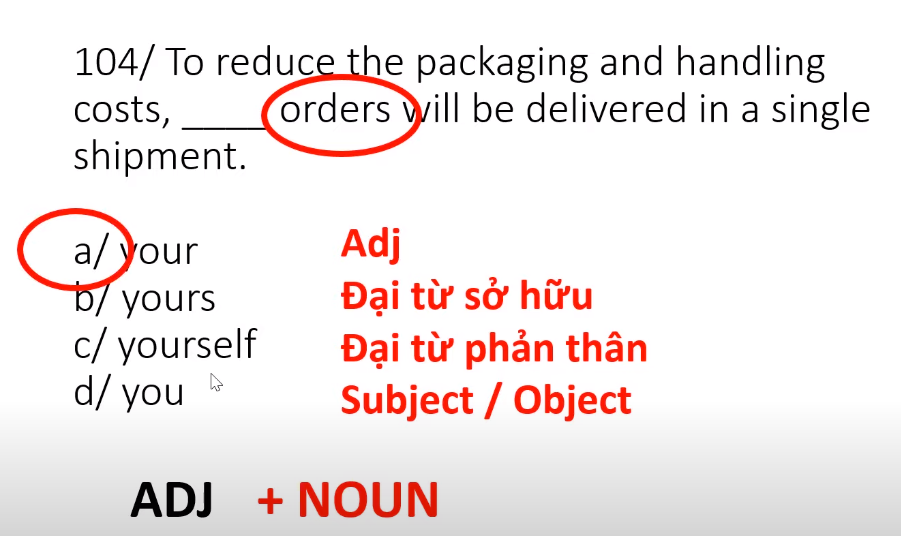 104/ To reduce the packaging and handling
costs, ____ orders will be delivered in a single
shipment.
a/ your
Adj
b/ yours
Đại từ sở hữu
c/ yourself
Đại từ phản thân
d/ you
Subject / Object
ADJ + NOUN